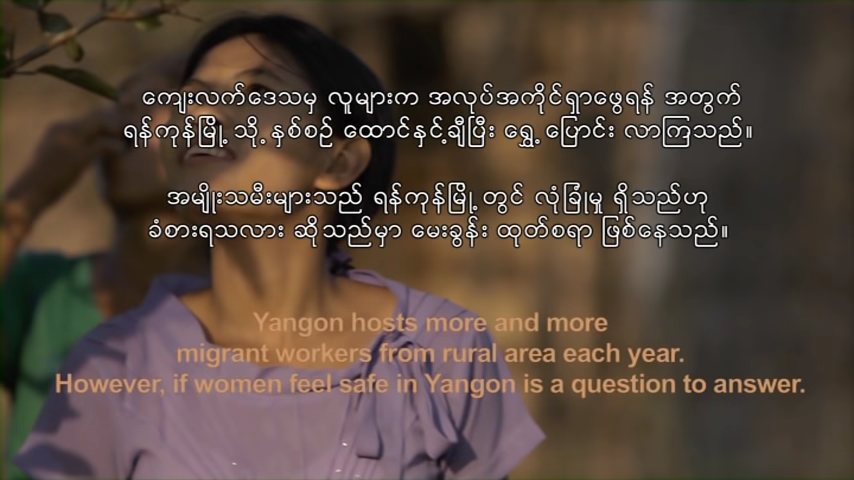 ကျေးလက်ဒေသမှ လူများက အလုပ်အကိုင်ရှာဖွေရန် အတွက်
ရန်ကုန်မြို့ သို့ နှစ်စဉ် ထောင်နှင့်ချီပြီး ရွှေ့ ပြောင်း လာကြသည်။
အမျိုးသမီးများသည် ရန်ကုန်မြို့ တွင် လုံခြုံမှု ရှိသည်ဟု
ခံစားရသလား ဆိုသည်မှာ မေးခွန်း ထုတ်စရာ ဖြစ်နေသည်။
Yangon hosts more and more
migrant workers from rural area each year.
However, if women feel safe in Yangon is a question to answer.